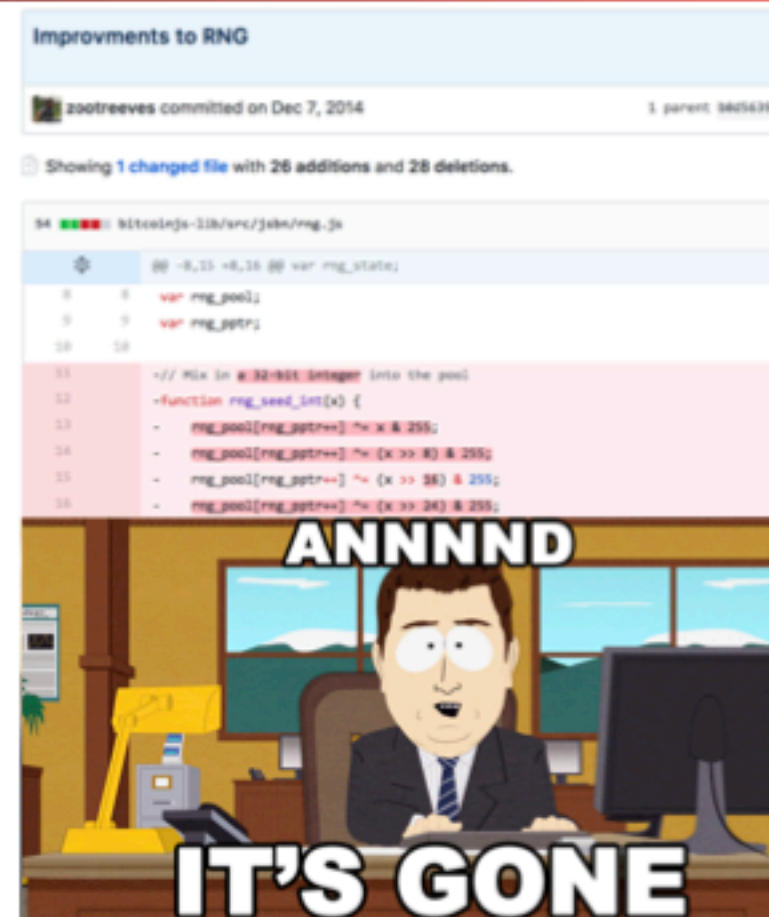 Improvments to RNG
zootreeves committed on Dec 7, 2014 1 parent b0d5639
Showing 1 changed file with 26 additions and 28 deletions.
54 bitcoinjs-lib/src/jsbn/rng.js
@@ -8,15 +8,16 @@ var rng_state;
8 8 var rng_pool;
9 9 var rng_pptr;
10 10
11 -// Mix in a 32-bit integer into the pool
12 -function rng_seed_int(x) {
13 - rng_pool[rng_pptr++] ^= x & 255;
14 - rng_pool[rng_pptr++] ^= (x >> 8) & 255;
15 - rng_pool[rng_pptr++] ^= (x >> 16) & 255;
16 - rng_pool[rng_pptr++] ^= (x >> 24) & 255;
ANNNND
IT'S GONE